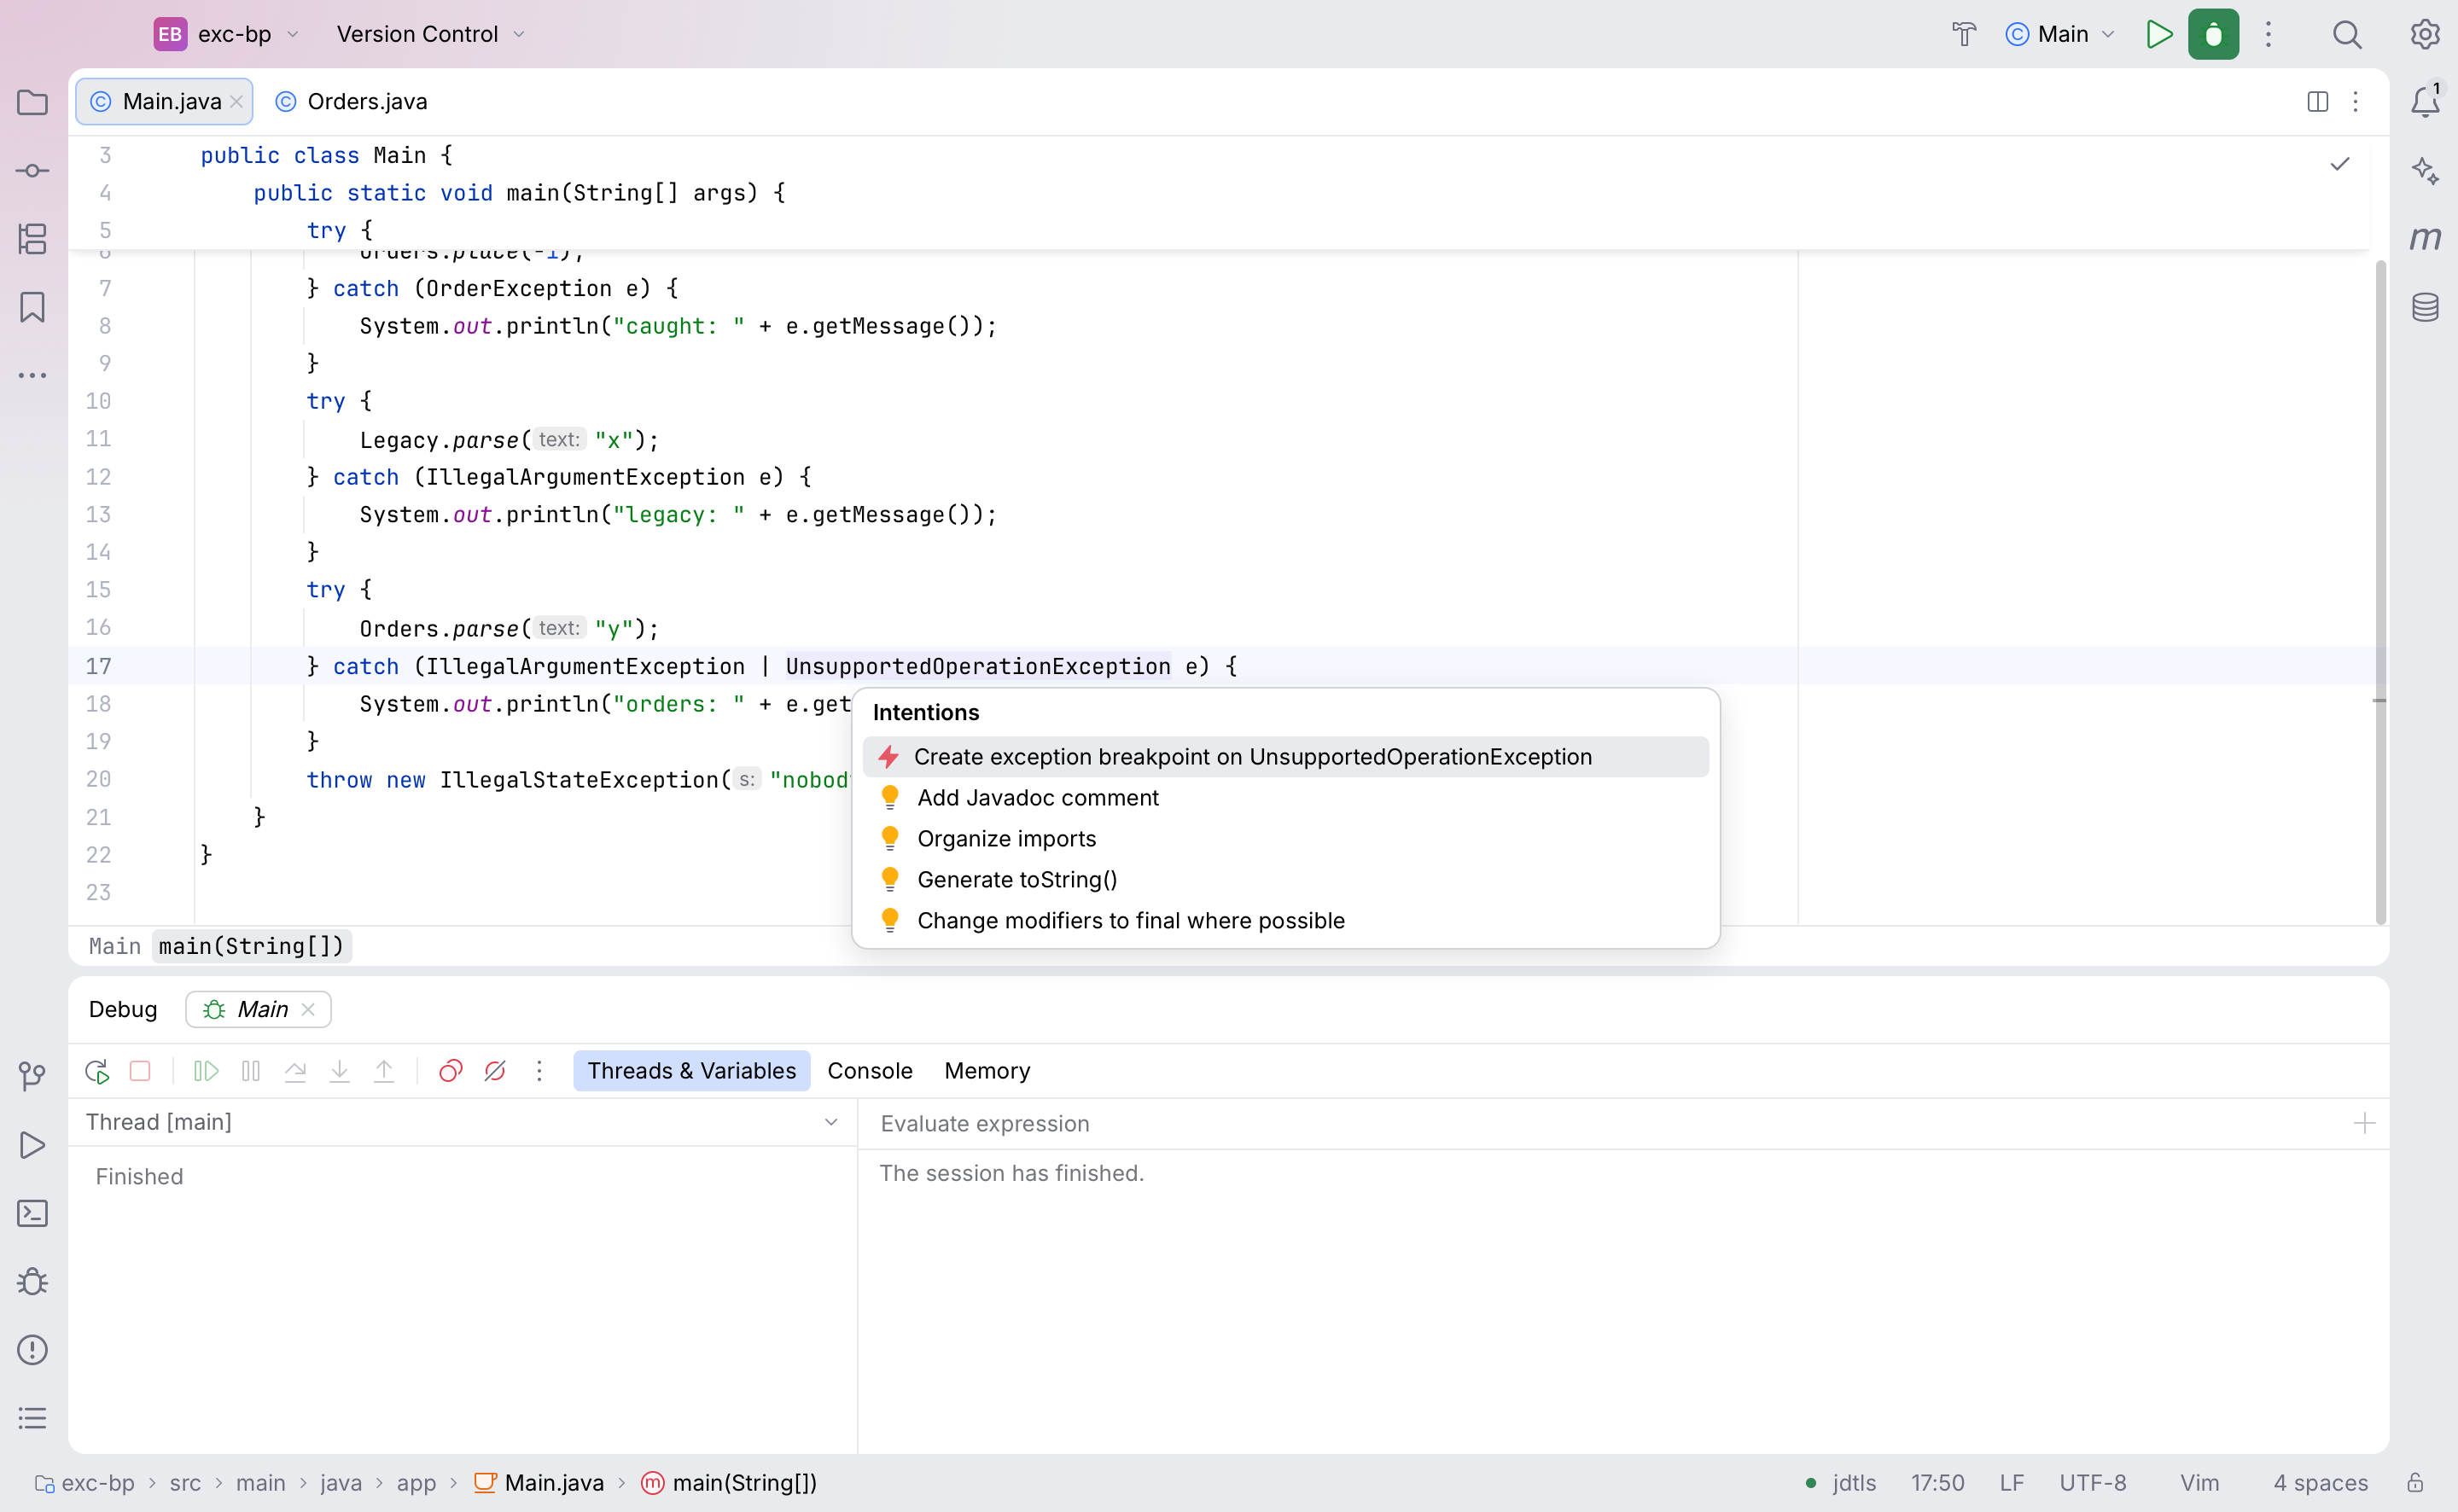 EB exc-bp Version Control Main
Main.java Orders.java
1
3 public class Main {
4 public static void main(String[] args) {
5 try {
6 Orders.place(-1);
7 } catch (OrderException e) {
8 System.out.println("caught: " + e.getMessage());
9 }
10 try {
11 Legacy.parse( text: "x");
12 } catch (IllegalArgumentException e) {
13 System.out.println("legacy: " + e.getMessage());
14 }
15 try {
16 Orders.parse( text: "y");
17 } catch (IllegalArgumentException | UnsupportedOperationException e) {
18 System.out.println("orders: " + e.get
19 }
20 throw new IllegalStateException( s: "nobod
21 }
22 }
23
Intentions
Create exception breakpoint on UnsupportedOperationException
Add Javadoc comment
Organize imports
Generate toString()
Change modifiers to final where possible
Main main(String[])
Debug Main
Threads & Variables Console Memory
Thread [main]
Evaluate expression
Finished
The session has finished.
exc-bp src main java app Main.java main(String[])
jdtls 17:50 LF UTF-8 Vim 4 spaces